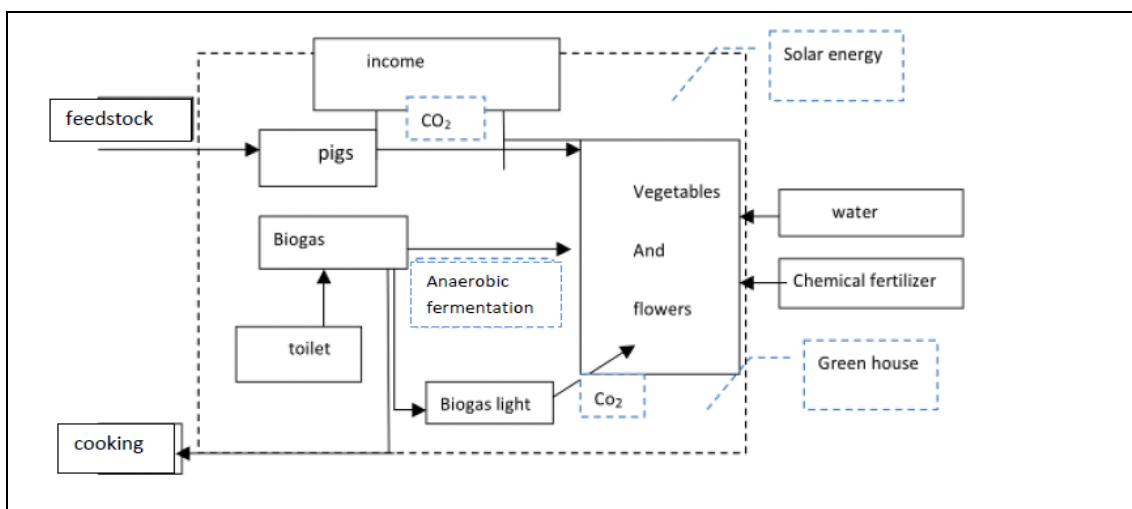 income
Solar energy
feedstock
CO₂
pigs
Vegetables
And
flowers
water
Biogas
Anaerobic
fermentation
Chemical fertilizer
toilet
Green house
Biogas light
Co₂
cooking